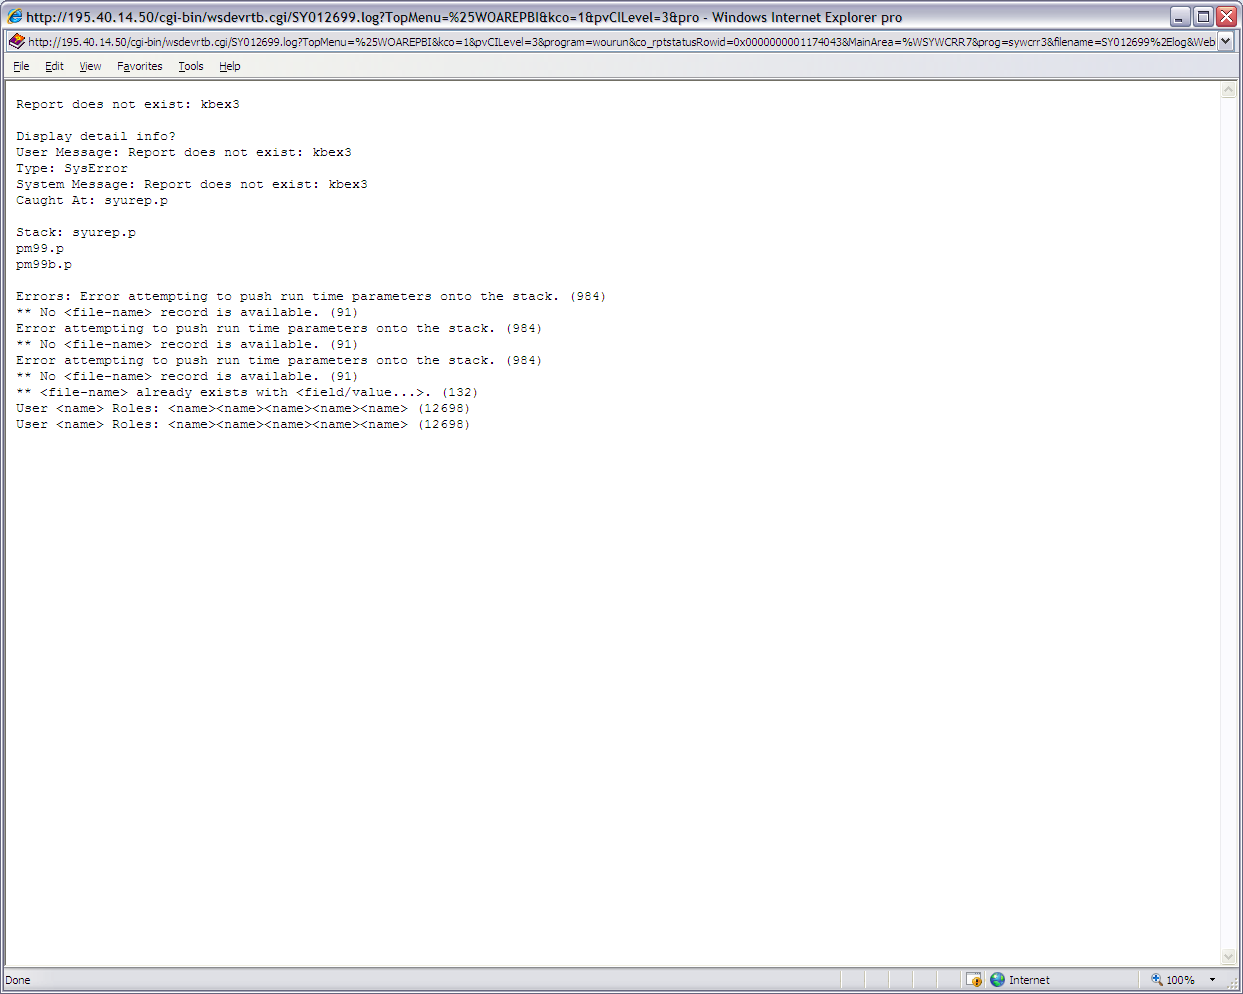 http://195.40.14.50/cgi-bin/wsdevrtb.cgi/SY012699.log?TopMenu=%25WOAREPBI&kco=1&pvCILevel=3&pro - Windows Internet Explorer pro
http://195.40.14.50/cgi-bin/wsdevrtb.cgi/SY012699.log?TopMenu=%25WOAREPBI&kco=1&pvCILevel=3&program=wourun&co_rptstatusRowid=0x0000000001174043&MainArea=%WSYWCRR7&prog=sywcrr3&filename=SY012699%2Elog&Web
File Edit View Favorites Tools Help
Report does not exist: kbex3
Display detail info?
User Message: Report does not exist: kbex3
Type: SysError
System Message: Report does not exist: kbex3
Caught At: syurep.p
Stack: syurep.p
pm99.p
pm99b.p
Errors: Error attempting to push run time parameters onto the stack. (984)
** No <file-name> record is available. (91)
Error attempting to push run time parameters onto the stack. (984)
** No <file-name> record is available. (91)
Error attempting to push run time parameters onto the stack. (984)
** No <file-name> record is available. (91)
** <file-name> already exists with <field/value...>. (132)
User <name> Roles: <name><name><name><name><name> (12698)
User <name> Roles: <name><name><name><name><name> (12698)
Done Internet 100%